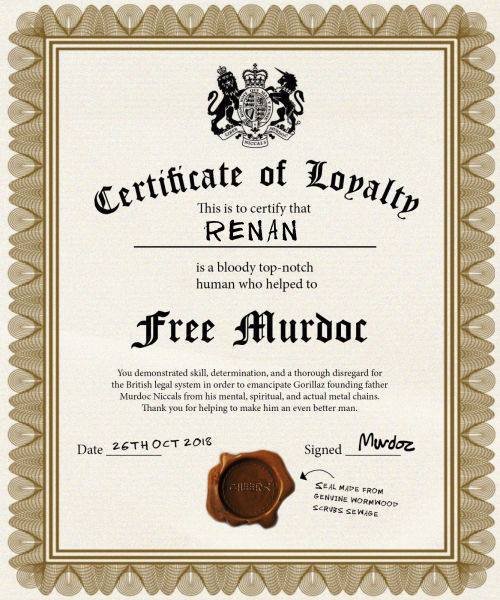 NICCALS
Certificate of Loyalty
This is to certify that
RENAN
is a bloody top-notch
human who helped to
Free Murdoc
You demonstrated skill, determination, and a thorough disregard for
the British legal system in order to emancipate Gorillaz founding father
Murdoc Niccals from his mental, spiritual, and actual metal chains.
Thank you for helping to make him an even better man.
Date 26TH OCT 2018
Signed Murdoc
CHEERS
SEAL MADE FROM
GENUINE WORMWOOD
SCRUBS SEWAGE